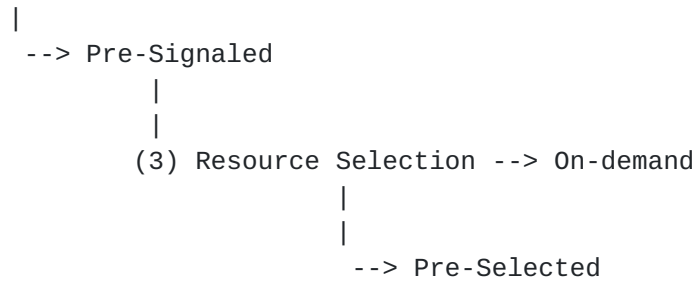 |
--> Pre-Signaled
|
|
(3) Resource Selection --> On-demand
|
|
--> Pre-Selected